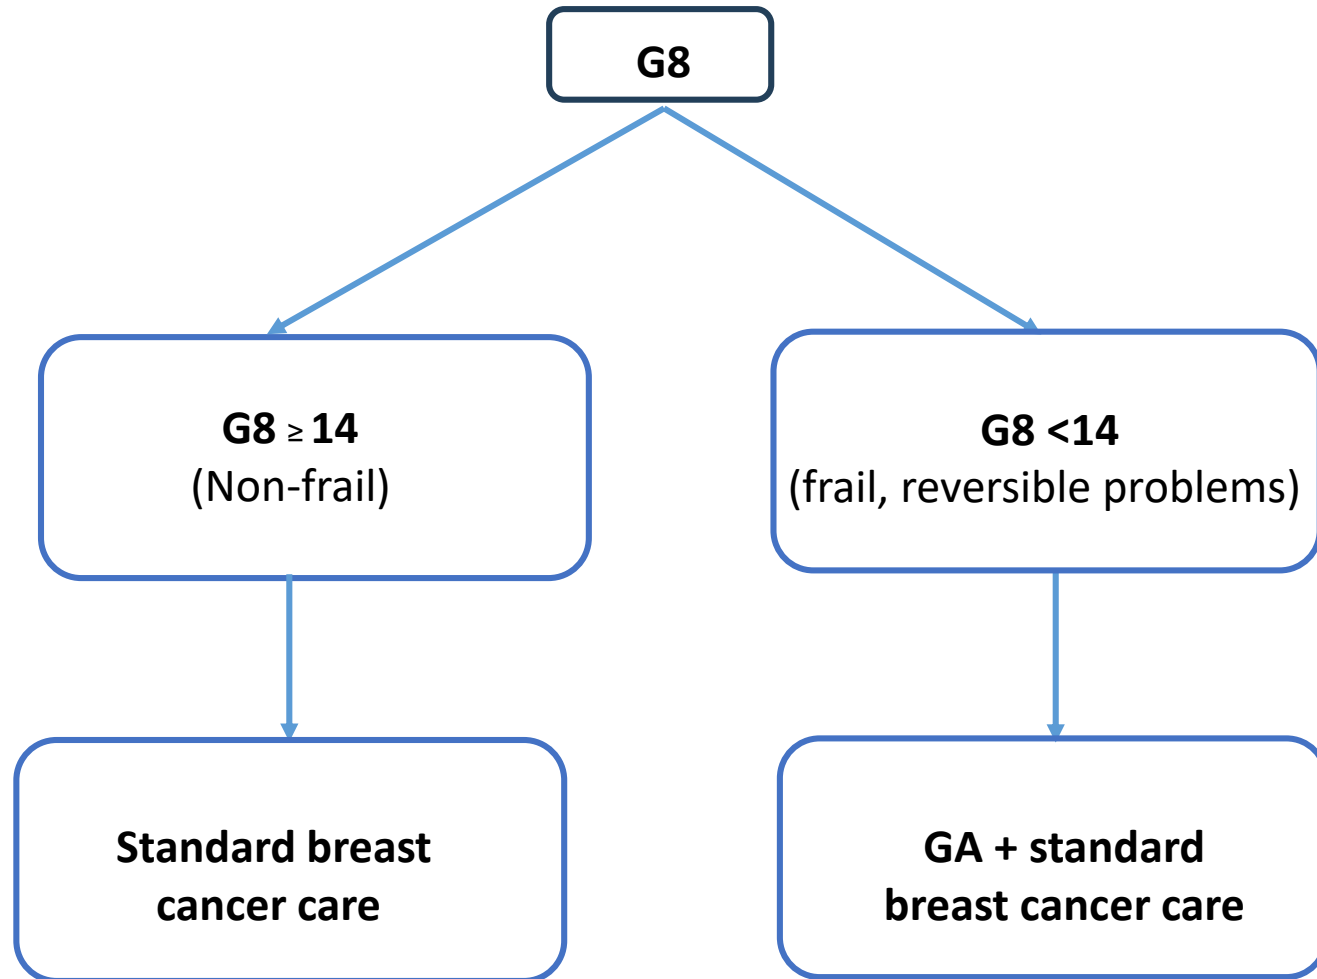 G8
G8 ≥ 14
(Non-frail)
G8 <14
(frail, reversible problems)
Standard breast
cancer care
GA + standard
breast cancer care